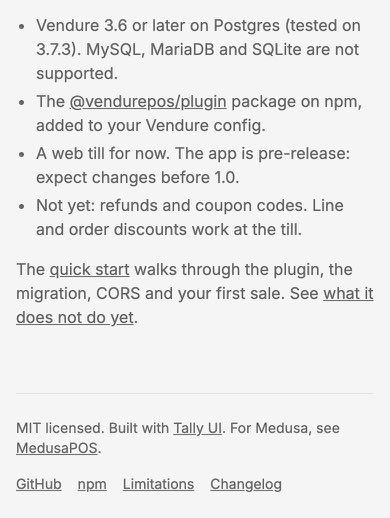 • Vendure 3.6 or later on Postgres (tested on
3.7.3). MySQL, MariaDB and SQLite are not
supported.
• The @vendurepos/plugin package on npm,
added to your Vendure config.
• A web till for now. The app is pre-release:
expect changes before 1.0.
• Not yet: refunds and coupon codes. Line
and order discounts work at the till.
The quick start walks through the plugin, the
migration, CORS and your first sale. See what it
does not do yet.
MIT licensed. Built with Tally UI. For Medusa, see
MedusaPOS.
GitHub npm Limitations Changelog